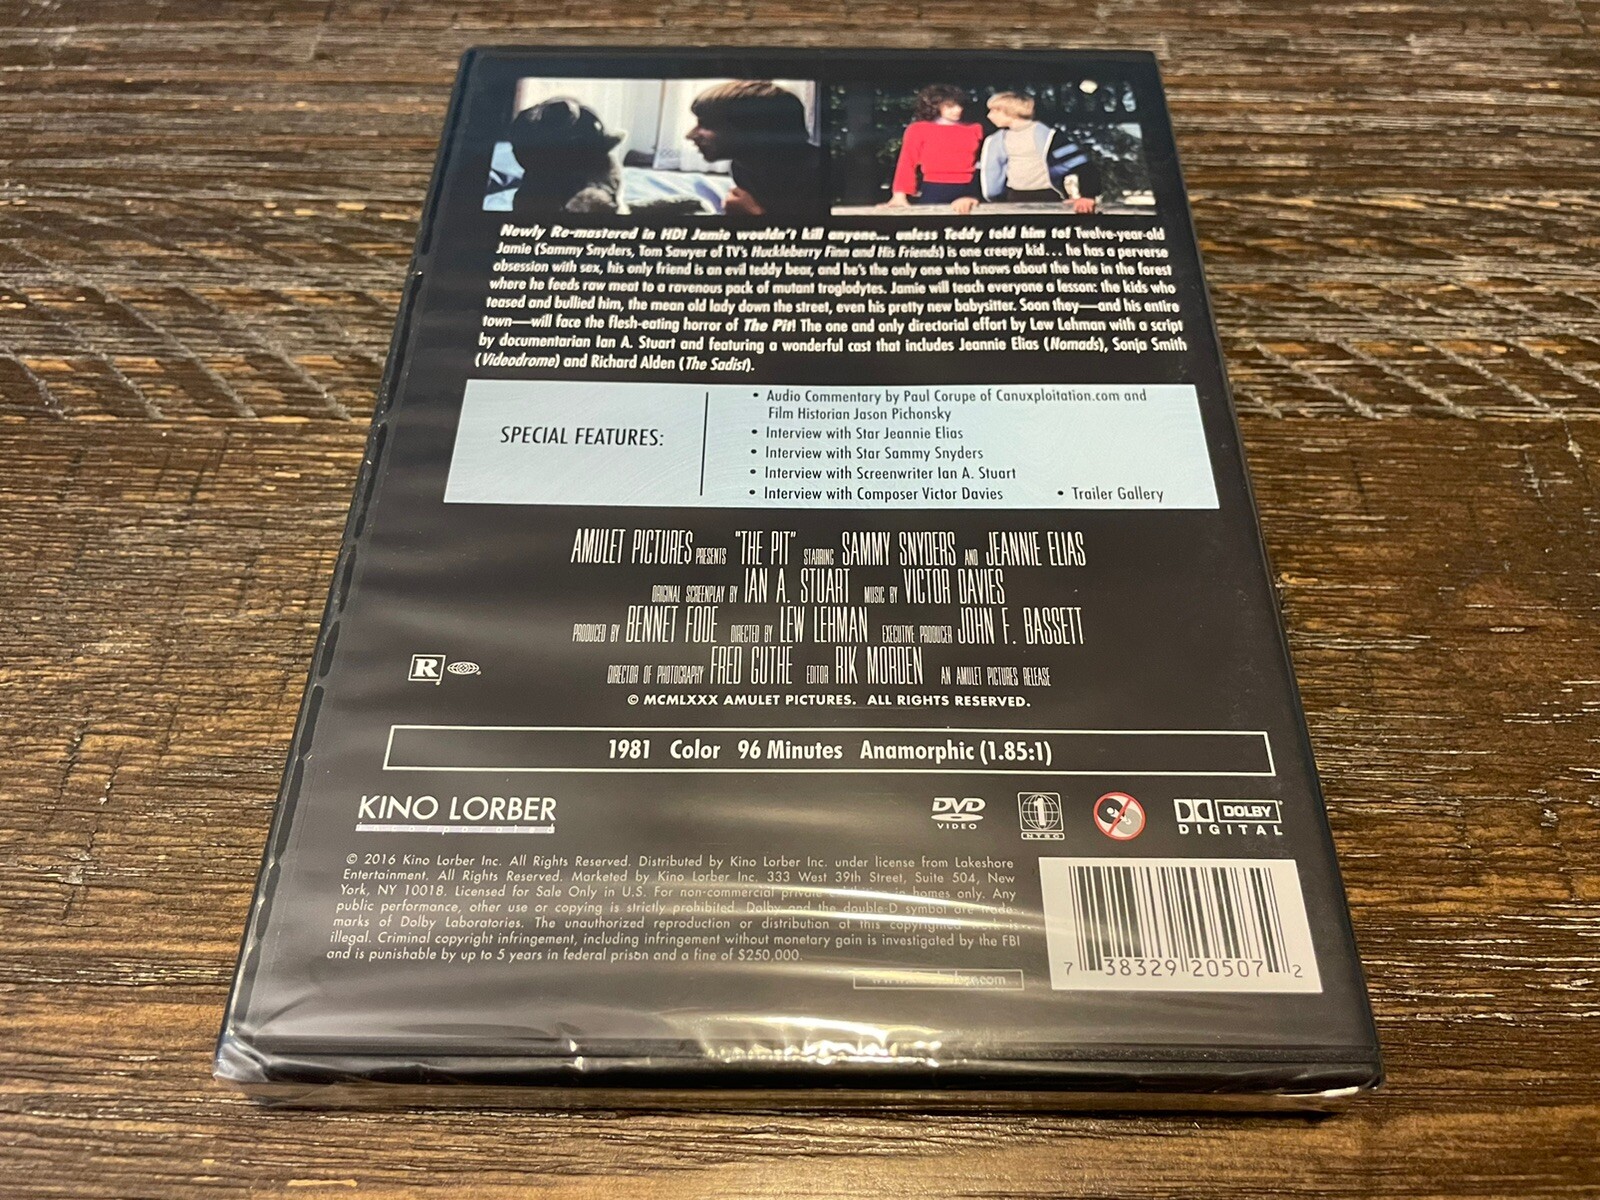 Newly Re-mastered in HD! Jamie wouldn't kill anyone... unless Teddy told him to! Twelve-year-old
Jamie (Sammy Snyders, Tom Sawyer of TV's Huckleberry Finn and His Friends) is one creepy kid... he has a perverse
obsession with sex, his only friend is an evil teddy bear, and he's the only one who knows about the hole in the forest
where he feeds raw meat to a ravenous pack of mutant troglodytes. Jamie will teach everyone a lesson: the kids who
teased and bullied him, the mean old lady down the street, even his pretty new babysitter. Soon they—and his entire
town—will face the flesh-eating horror of The Pit! The one and only directorial effort by Lew Lehman with a script
by documentarian Ian A. Stuart and featuring a wonderful cast that includes Jeannie Elias (Nomads), Sonja Smith
(Videodrome) and Richard Alden (The Sadist).
SPECIAL FEATURES:
• Audio Commentary by Paul Corupe of Canuxploitation.com and
Film Historian Jason Pichonsky
• Interview with Star Jeannie Elias
• Interview with Star Sammy Snyders
• Interview with Screenwriter Ian A. Stuart
• Interview with Composer Victor Davies • Trailer Gallery
AMULET PICTURE$ PRESENTS "THE PIT" STARRING SAMMY SNYDERS AND JEANNIE ELIAS
ORIGINAL SCREENPLAY BY IAN A. STUART MUSIC BY VICTOR DAVIES
PRODUCED BY BENNET FODE DIRECTED BY LEW LEHMAN EXECUTIVE PRODUCER JOHN F. BASSETT
DIRECTOR OF PHOTOGRAPHY FRED GUTHE EDITOR RIK MORDEN AN AMULET PICTURES RELEASE
R
© MCMLXXX AMULET PICTURES. ALL RIGHTS RESERVED.
1981 Color 96 Minutes Anamorphic (1.85:1)
KINO LORBER
incorporated
DVD VIDEO
1 NTSC
DOLBY DIGITAL
© 2016 Kino Lorber Inc. All Rights Reserved. Distributed by Kino Lorber Inc. under license from Lakeshore
Entertainment. All Rights Reserved. Marketed by Kino Lorber Inc. 333 West 39th Street, Suite 504, New
York, NY 10018. Licensed for Sale Only in U.S. For non-commercial private exhibition in homes only. Any
public performance, other use or copying is strictly prohibited. Dolby and the double-D symbol are trade-
marks of Dolby Laboratories. The unauthorized reproduction or distribution of this copyrighted work is
illegal. Criminal copyright infringement, including infringement without monetary gain is investigated by the FBI
and is punishable by up to 5 years in federal prison and a fine of $250,000.
7 38329 20507 2